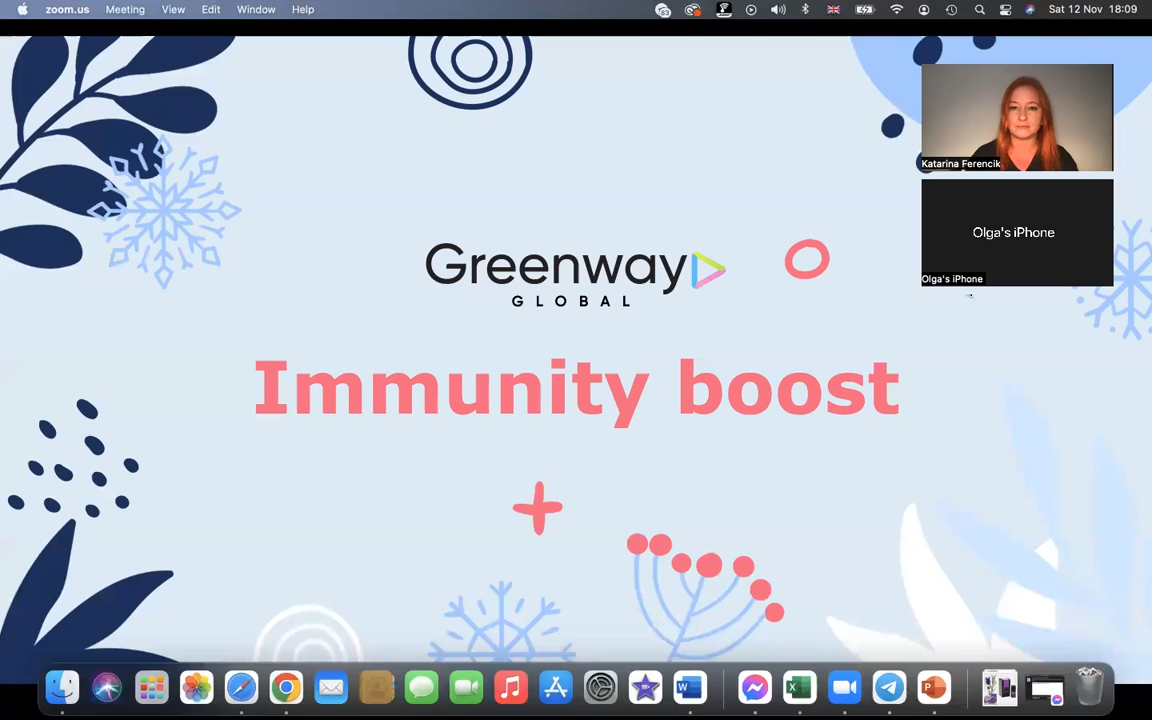 zoom.us Meeting View Edit Window Help
83
Sat 12 Nov 18:09
Katarina Ferencik
Olga's iPhone
Olga's iPhone
Greenway
GLOBAL
Immunity boost